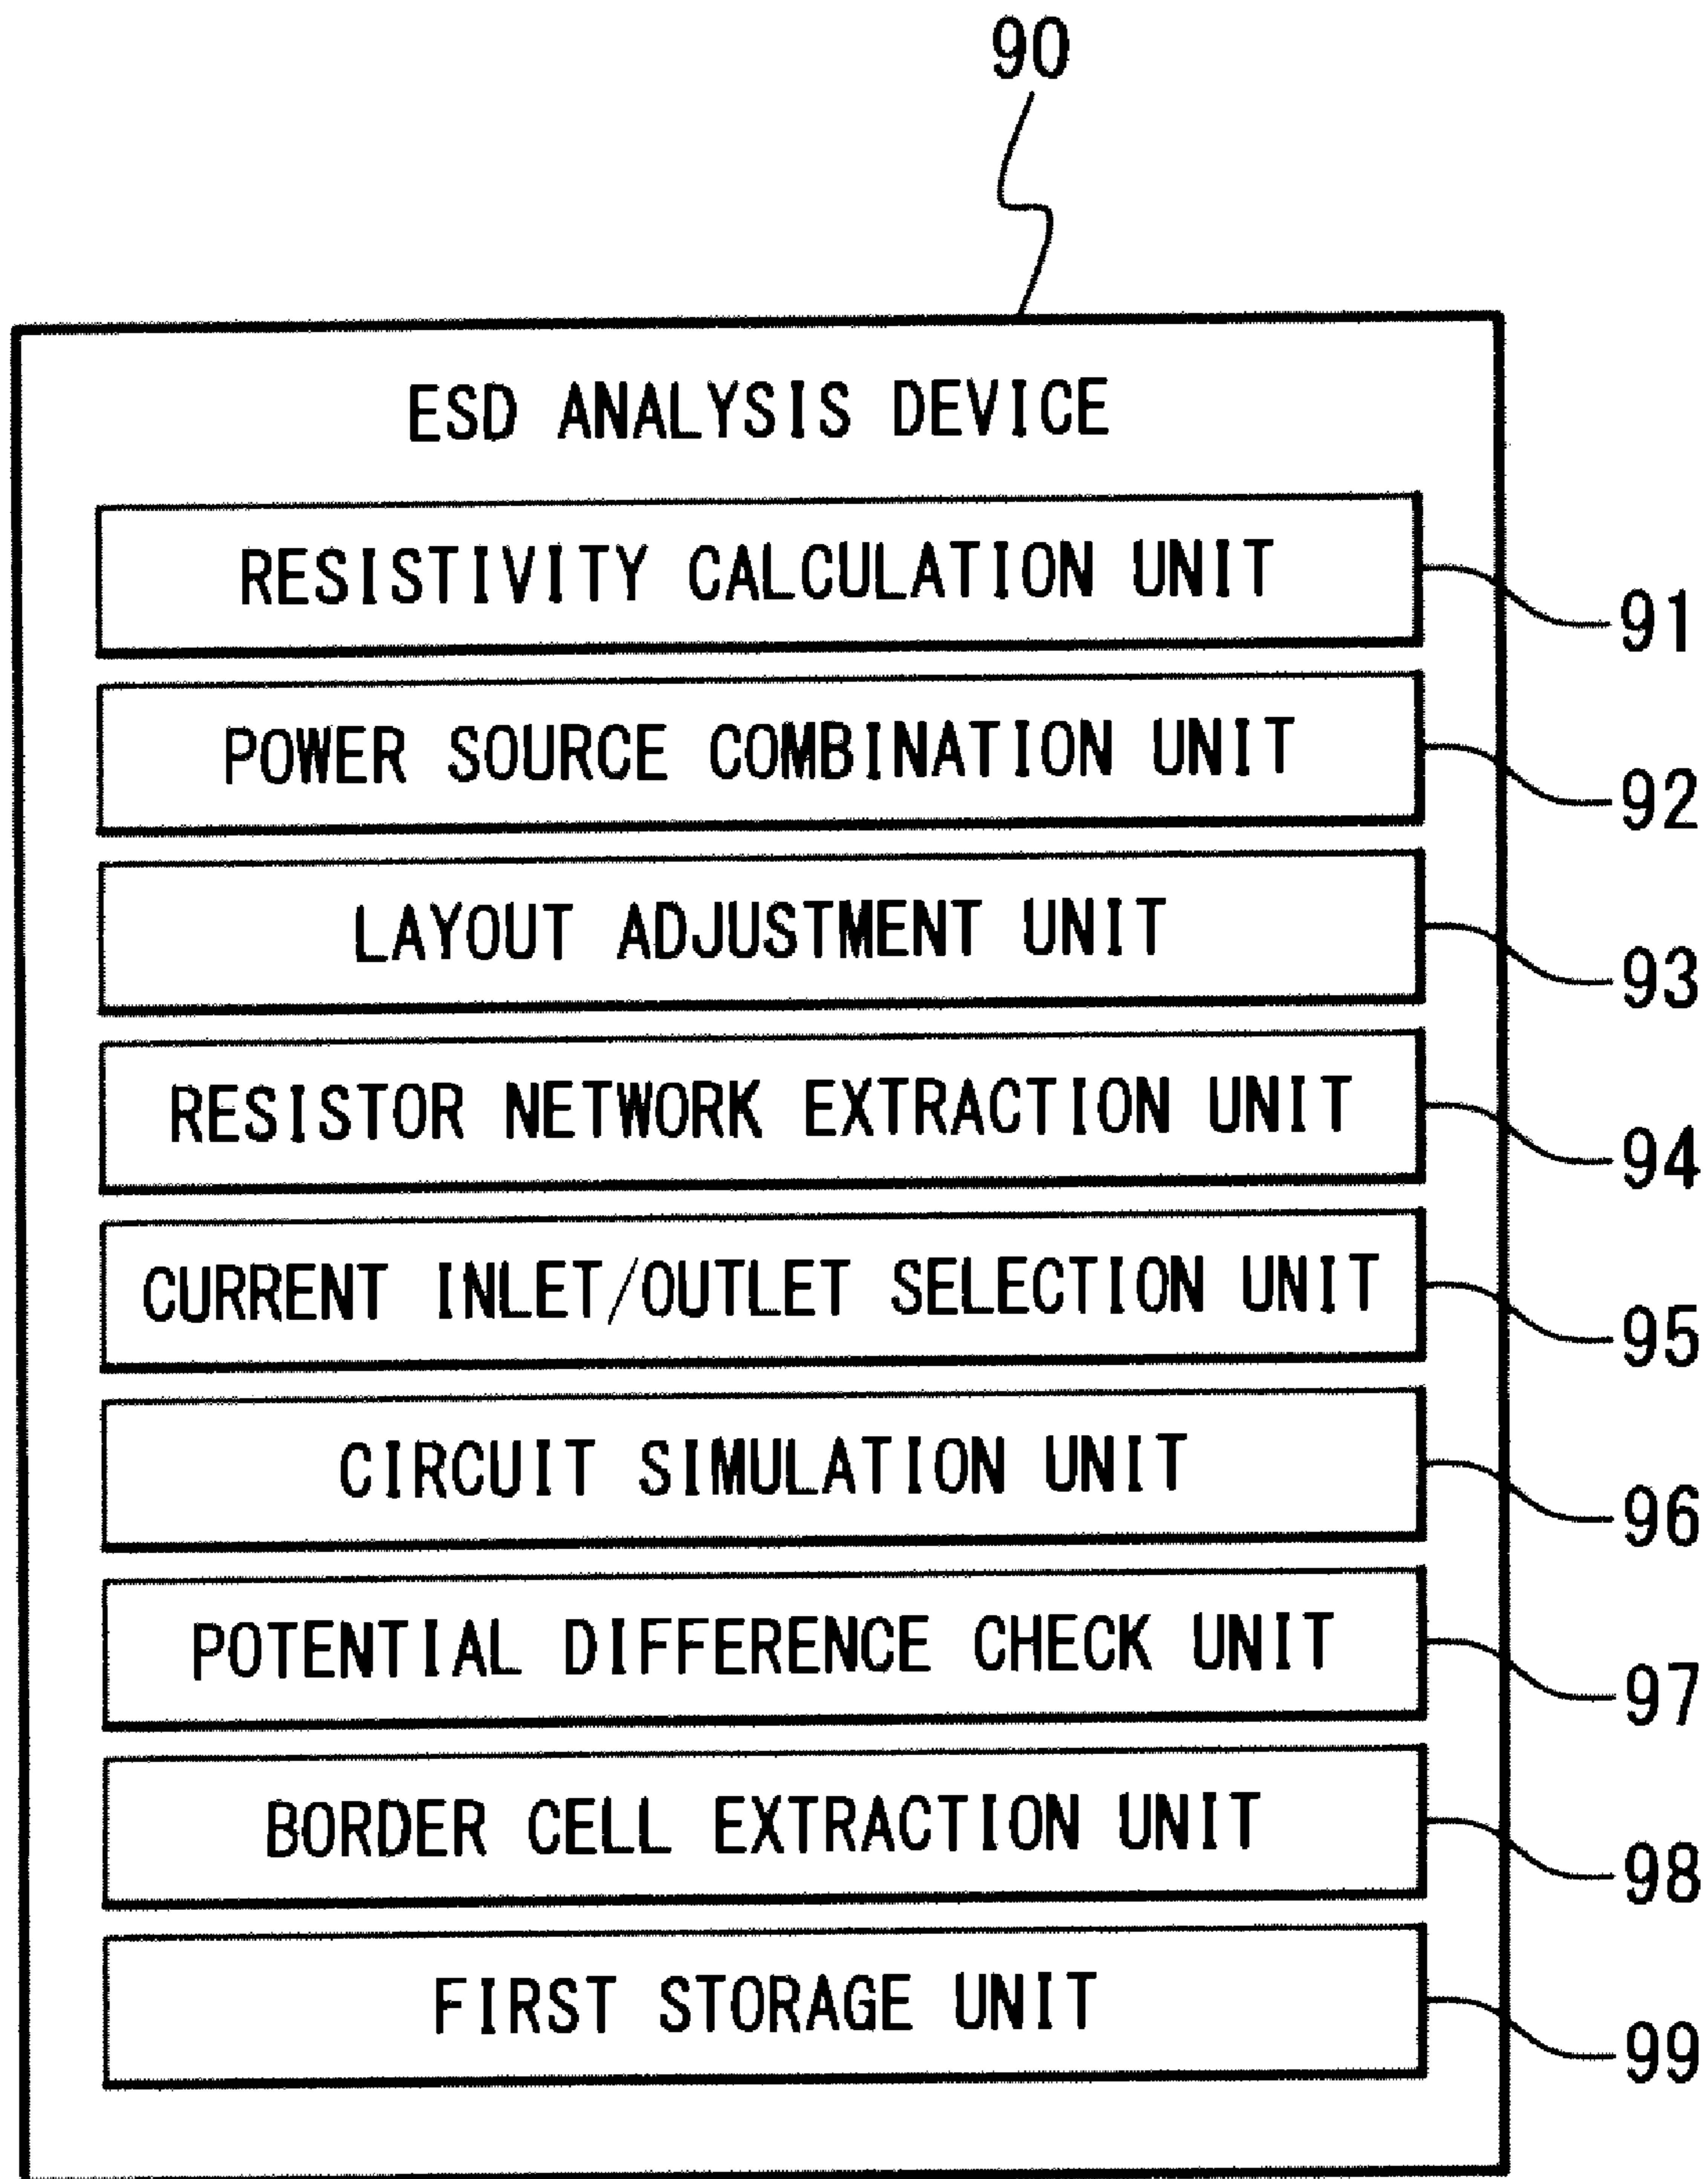 90
ESD ANALYSIS DEVICE
RESISTIVITY CALCULATION UNIT
91
POWER SOURCE COMBINATION UNIT
92
LAYOUT ADJUSTMENT UNIT
93
RESISTOR NETWORK EXTRACTION UNIT
94
CURRENT INLET/OUTLET SELECTION UNIT
95
CIRCUIT SIMULATION UNIT
96
POTENTIAL DIFFERENCE CHECK UNIT
97
BORDER CELL EXTRACTION UNIT
98
FIRST STORAGE UNIT
99